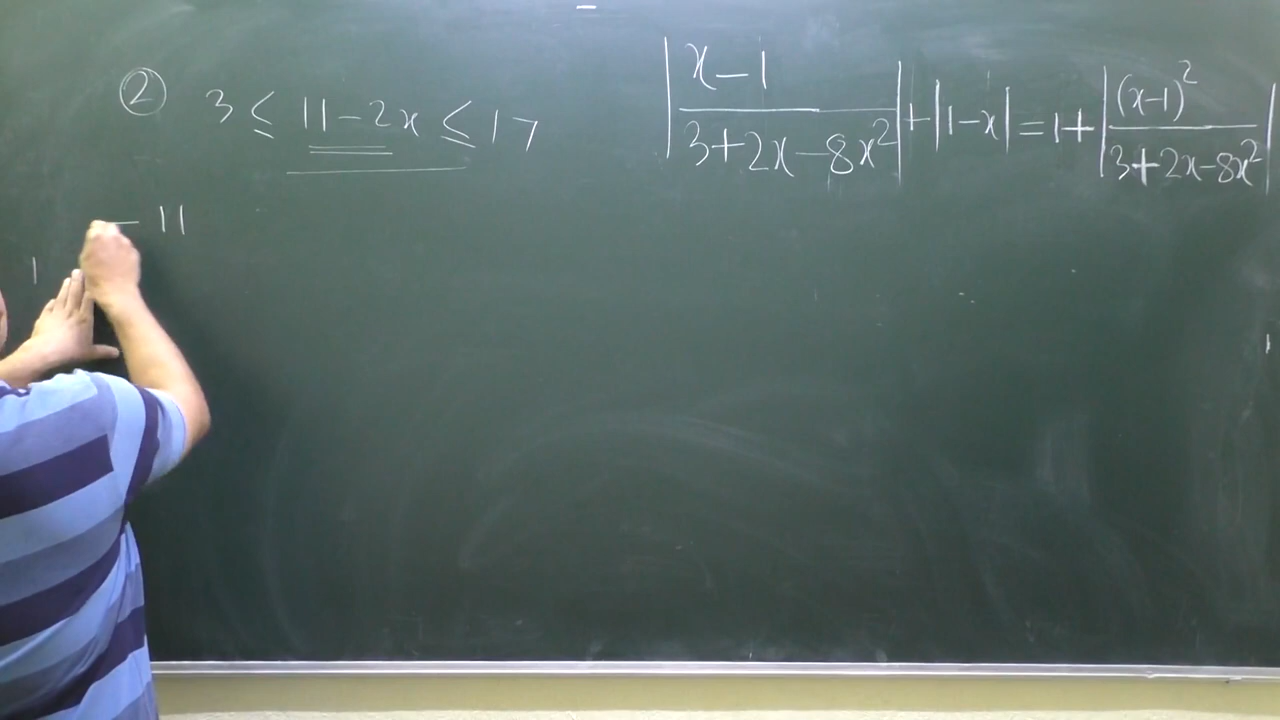 ② 3 ≤ 11-2x ≤ 17
|x-1 / 3+2x-8x²| + |1-x| = 1 + |(x-1)² / 3+2x-8x²|
- 11